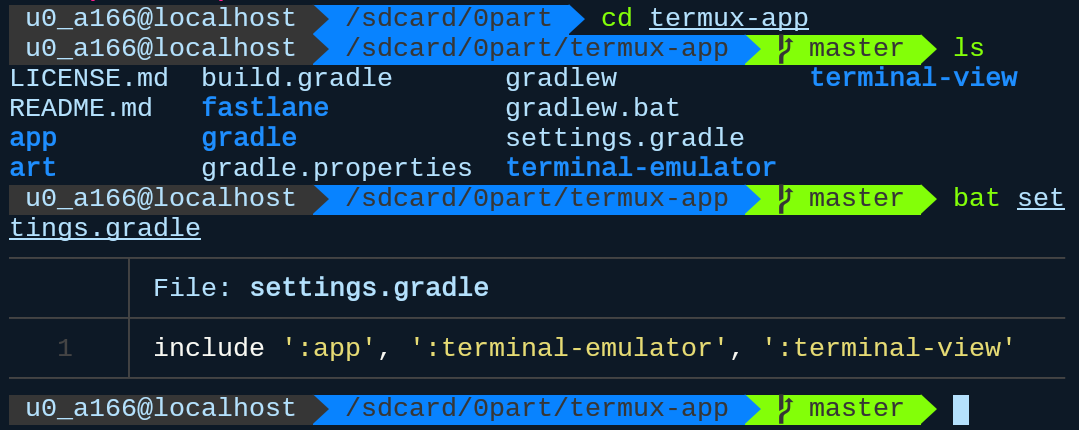 u0_a166@localhost /sdcard/0part cd termux-app
u0_a166@localhost /sdcard/0part/termux-app master ls
LICENSE.md build.gradle gradlew terminal-view
README.md fastlane gradlew.bat
app gradle settings.gradle
art gradle.properties terminal-emulator
u0_a166@localhost /sdcard/0part/termux-app master bat set
tings.gradle
File: settings.gradle
1 include ':app', ':terminal-emulator', ':terminal-view'
u0_a166@localhost /sdcard/0part/termux-app master